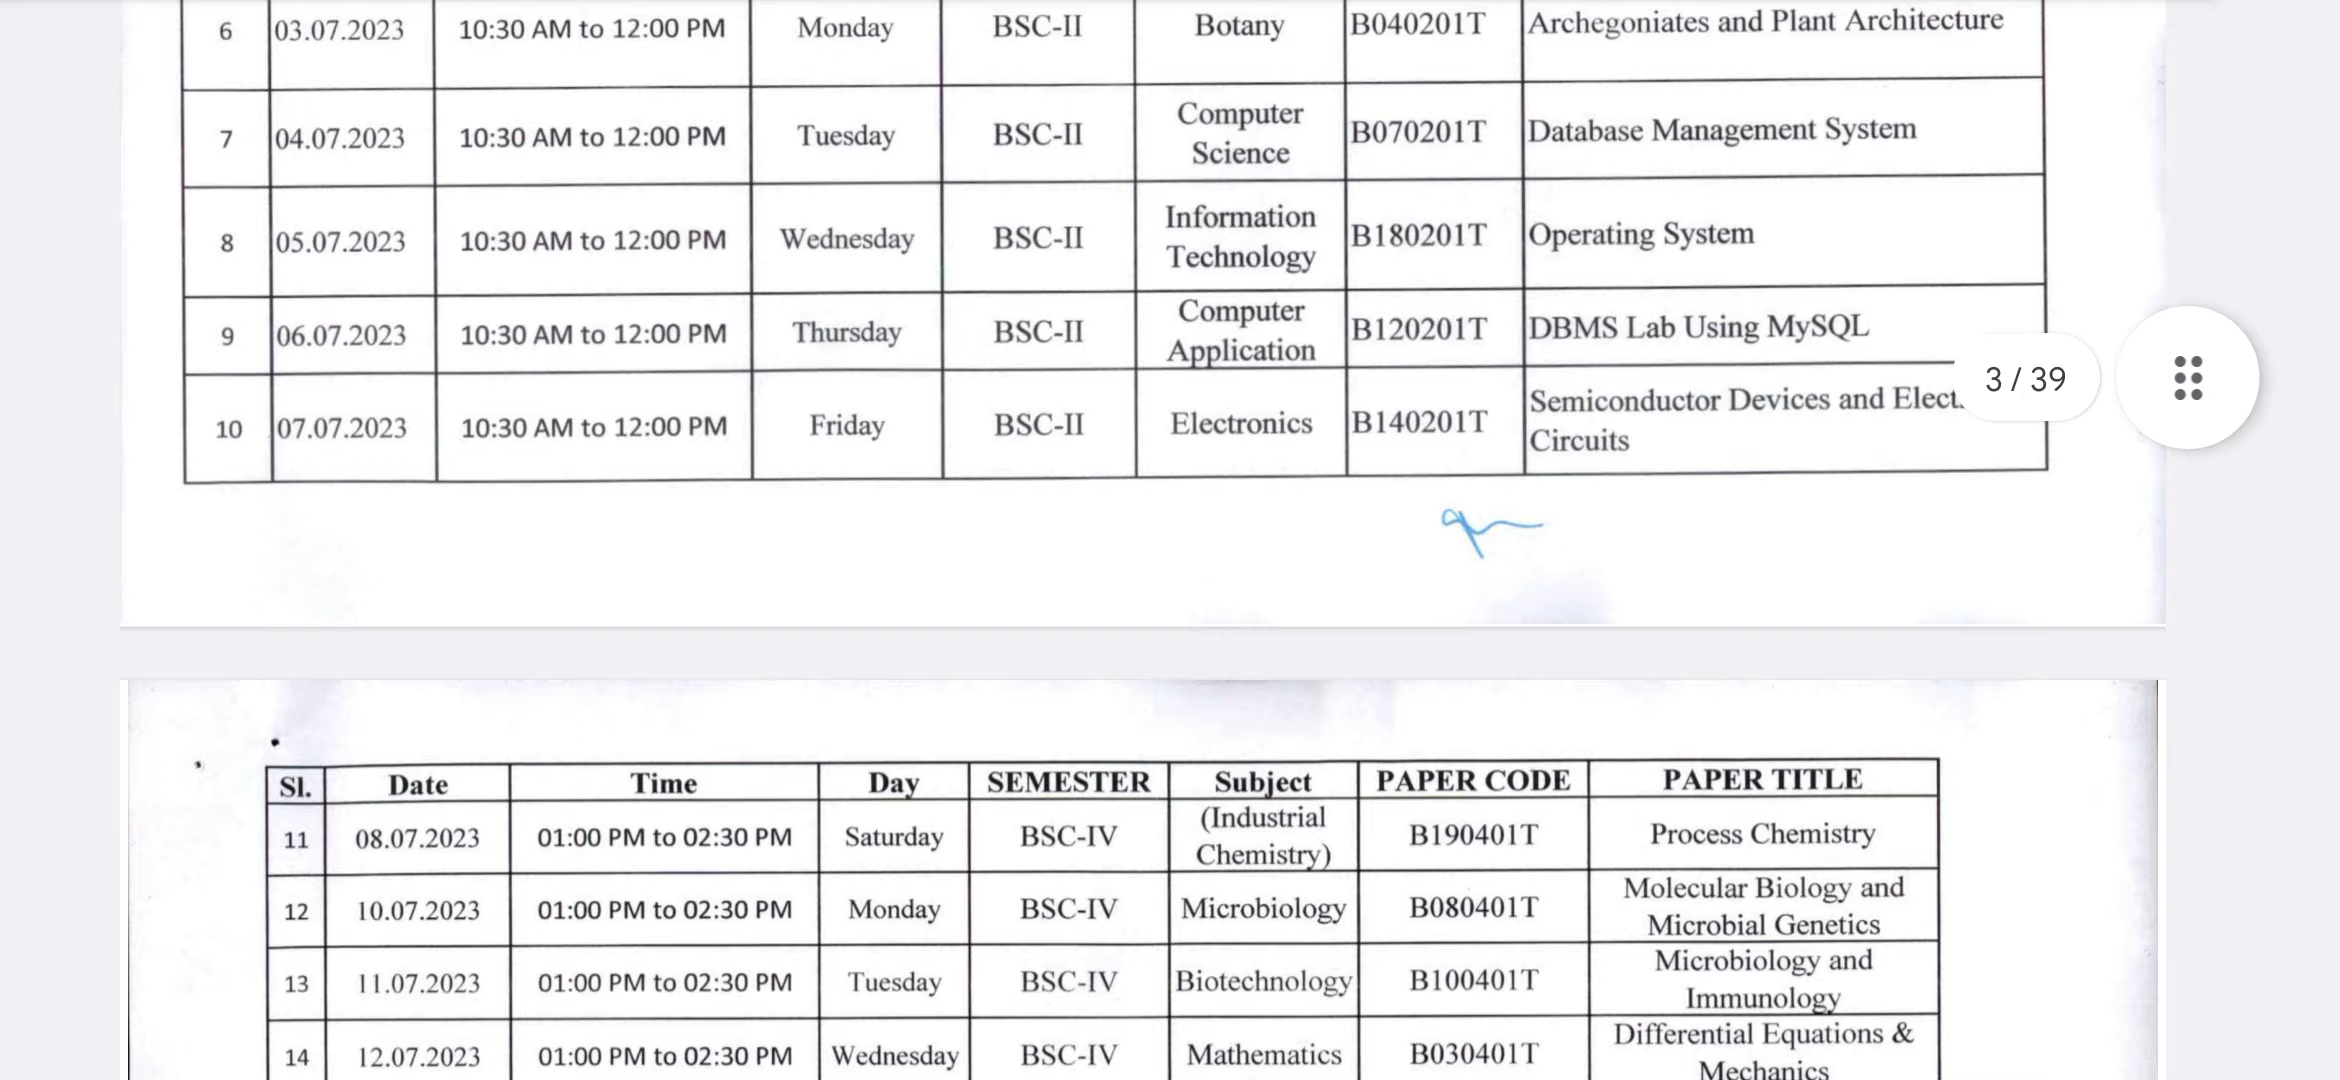 6 03.07.2023 10:30 AM to 12:00 PM Monday BSC-II Botany B040201T Archegoniates and Plant Architecture
7 04.07.2023 10:30 AM to 12:00 PM Tuesday BSC-II Computer Science B070201T Database Management System
8 05.07.2023 10:30 AM to 12:00 PM Wednesday BSC-II Information Technology B180201T Operating System
9 06.07.2023 10:30 AM to 12:00 PM Thursday BSC-II Computer Application B120201T DBMS Lab Using MySQL
3 / 39
10 07.07.2023 10:30 AM to 12:00 PM Friday BSC-II Electronics B140201T Semiconductor Devices and Circuits
Sl. Date Time Day SEMESTER Subject PAPER CODE PAPER TITLE
11 08.07.2023 01:00 PM to 02:30 PM Saturday BSC-IV (Industrial Chemistry) B190401T Process Chemistry
12 10.07.2023 01:00 PM to 02:30 PM Monday BSC-IV Microbiology B080401T Molecular Biology and Microbial Genetics
13 11.07.2023 01:00 PM to 02:30 PM Tuesday BSC-IV Biotechnology B100401T Microbiology and Immunology
14 12.07.2023 01:00 PM to 02:30 PM Wednesday BSC-IV Mathematics B030401T Differential Equations & Mechanics